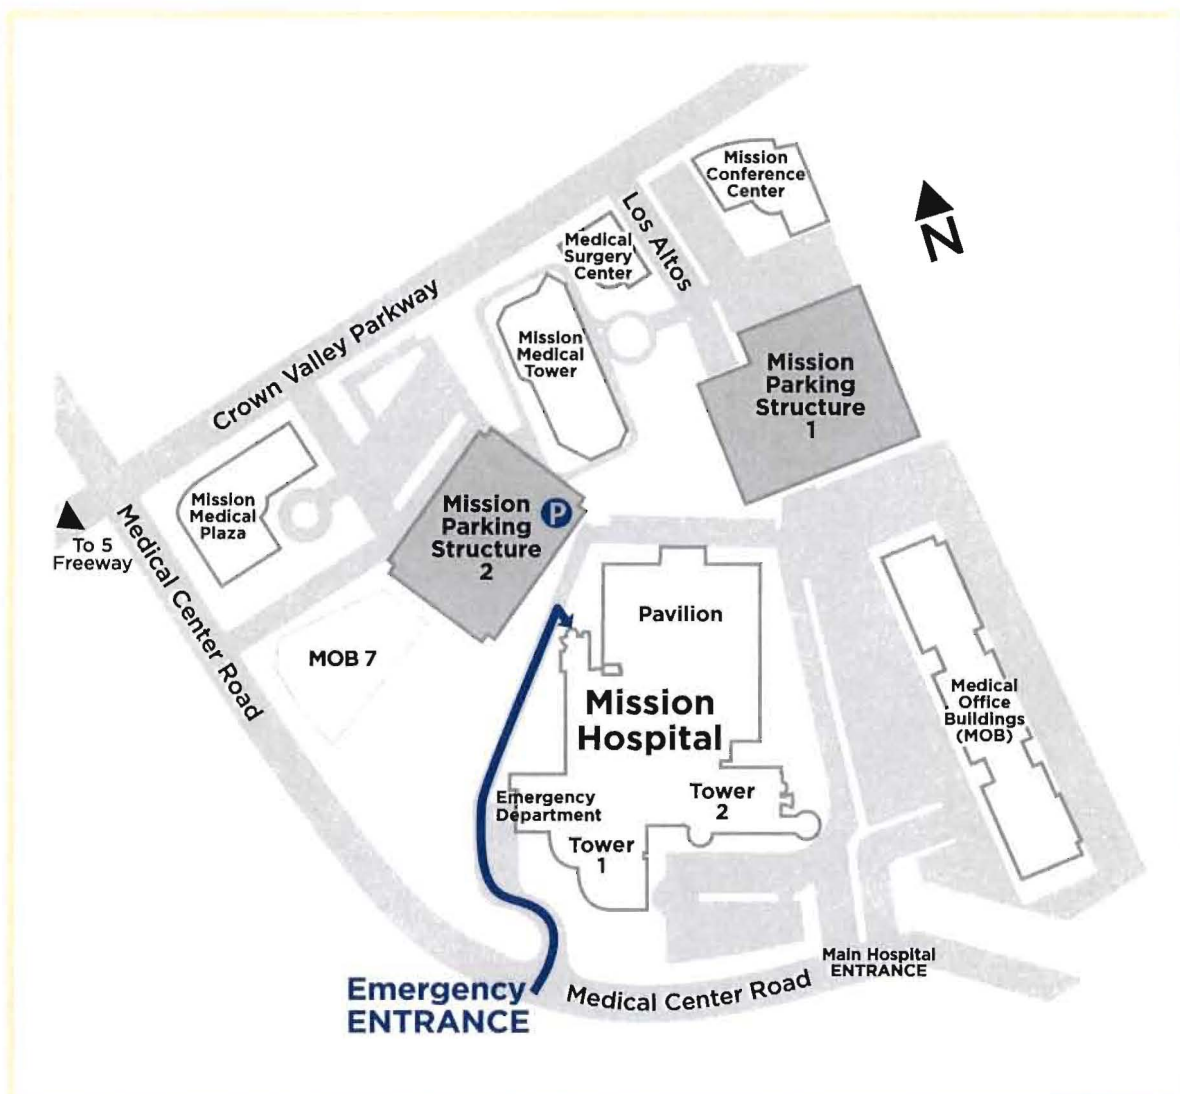 Mission
Conference
Center
N
Los Altos
Medical
Surgery
Center
Crown Valley Parkway
Mission
Medical
Tower
Mission
Parking
Structure
1
Mission
Medical
Plaza
Mission
Parking
Structure
2
P
To 5
Freeway
Medical Center Road
MOB 7
Pavilion
Mission
Hospital
Medical
Office
Buildings
(MOB)
Emergency
Department
Tower
2
Tower
1
Main Hospital
ENTRANCE
Emergency
ENTRANCE
Medical Center Road